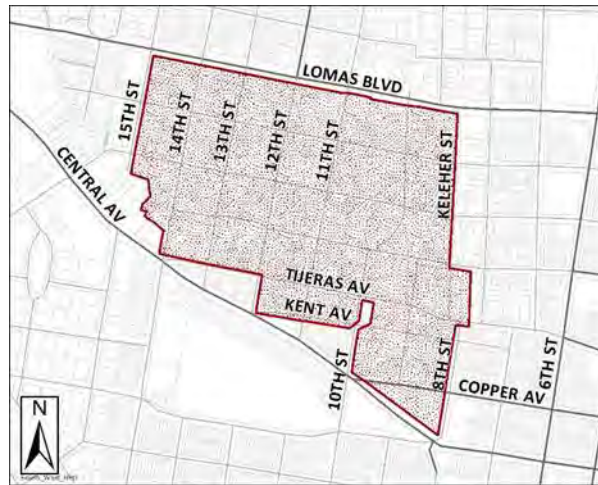 LOMAS BLVD
15TH ST
14TH ST
13TH ST
12TH ST
11TH ST
KELEHER ST
CENTRAL AV
TIJERAS AV
KENT AV
10TH ST
8TH ST
COPPER AV
6TH ST
N